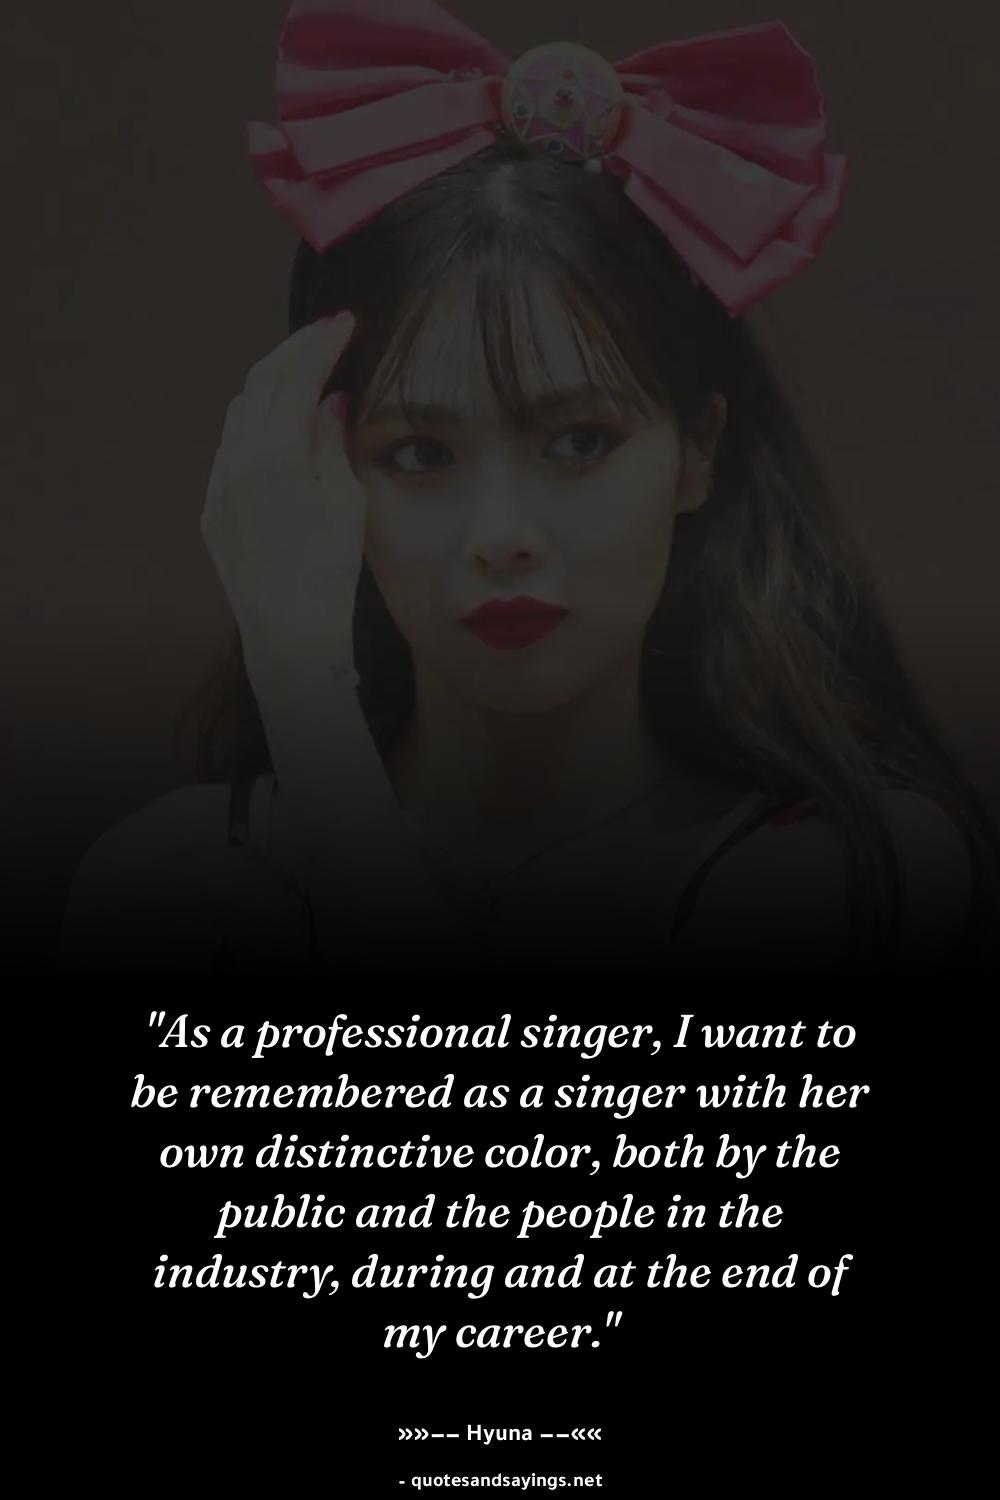 "As a professional singer, I want to
be remembered as a singer with her
own distinctive color, both by the
public and the people in the
industry, during and at the end of
my career."
»»−− Hyuna −−««
- quotesandsayings.net